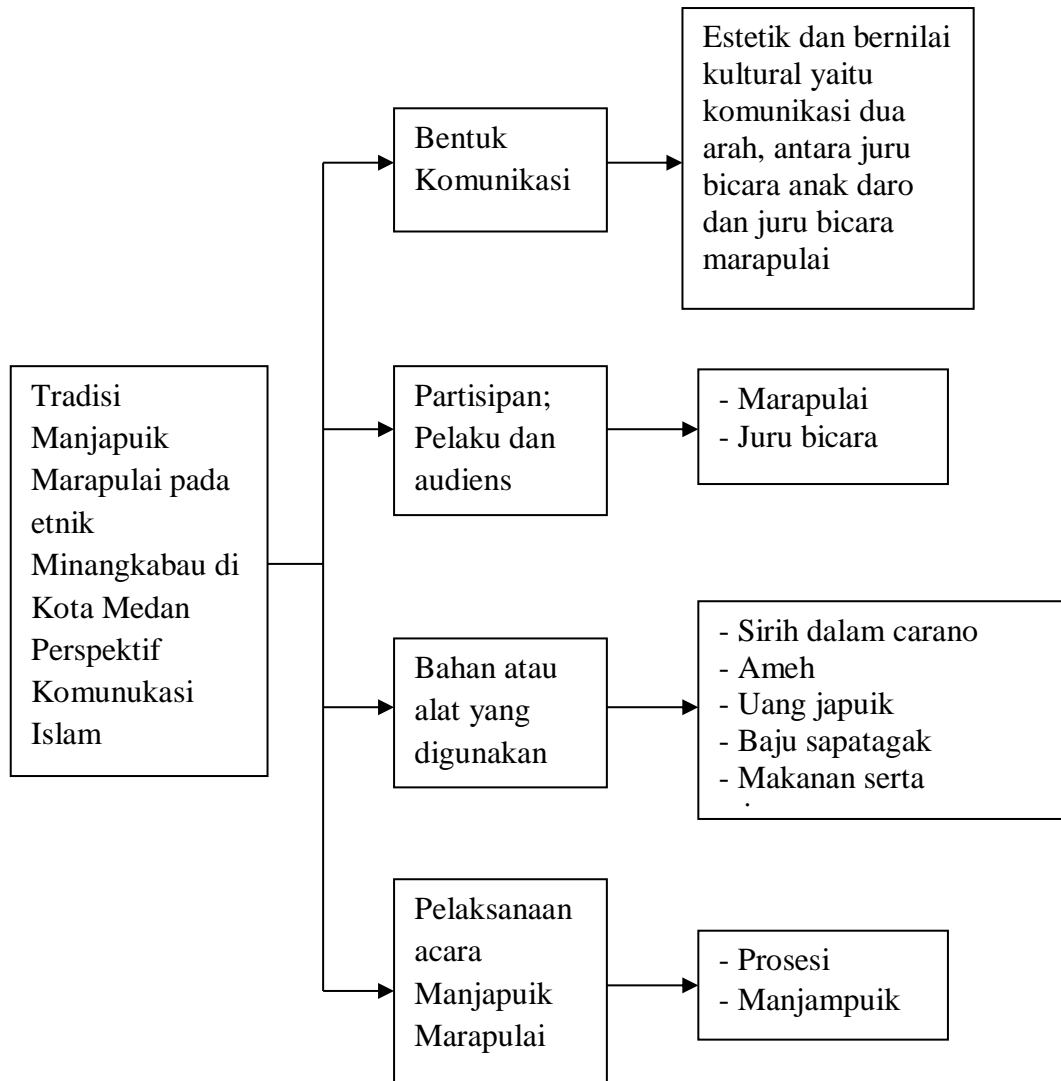 Tradisi
Manjapuik
Marapulai pada
etnik
Minangkabau di
Kota Medan
Perspektif
Komunukasi
Islam
Bentuk
Komunikasi
Estetik dan bernilai
kultural yaitu
komunikasi dua
arah, antara juru
bicara anak daro
dan juru bicara
marapulai
Partisipan;
Pelaku dan
audiens
- Marapulai
- Juru bicara
Bahan atau
alat yang
digunakan
- Sirih dalam carano
- Ameh
- Uang japuik
- Baju sapatagak
- Makanan serta
Pelaksanaan
acara
Manjapuik
Marapulai
- Prosesi
- Manjampuik